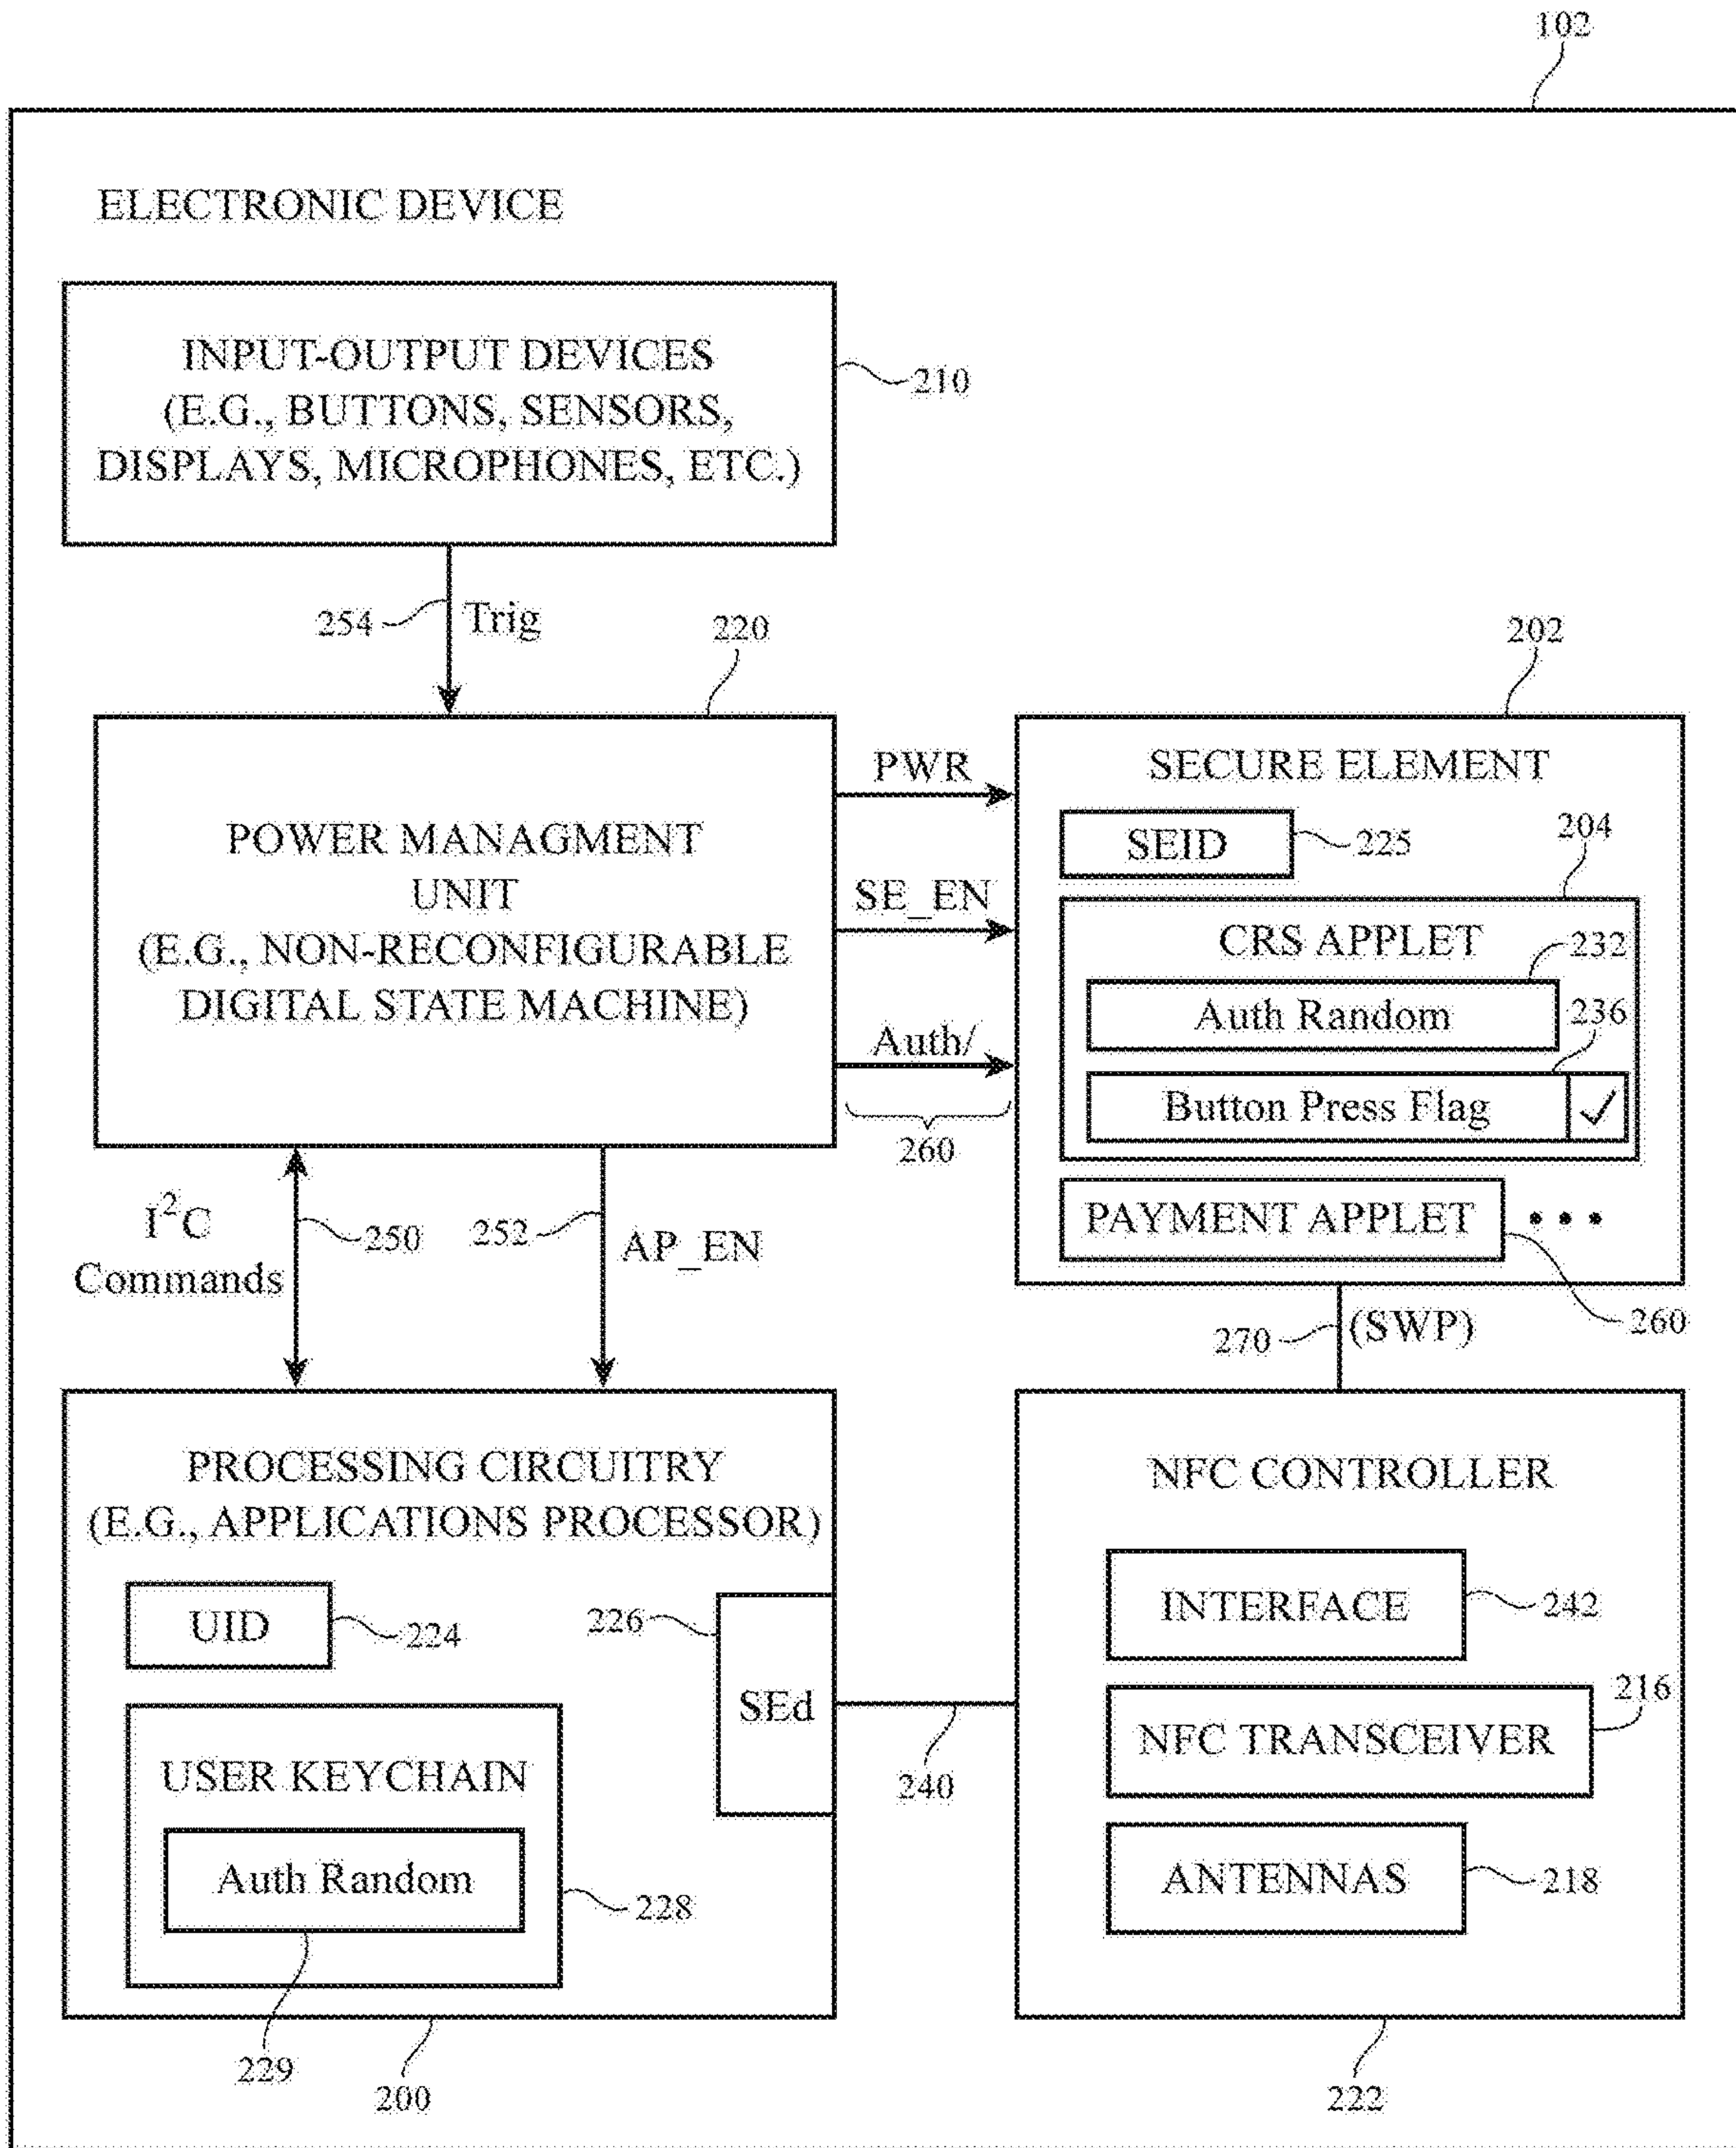 102
ELECTRONIC DEVICE
INPUT-OUTPUT DEVICES
(E.G., BUTTONS, SENSORS,
DISPLAYS, MICROPHONES, ETC.)
210
254
Trig
220
202
POWER MANAGMENT
UNIT
(E.G., NON-RECONFIGURABLE
DIGITAL STATE MACHINE)
PWR
SE_EN
Auth/
260
SECURE ELEMENT
SEID
225
204
CRS APPLET
232
Auth Random
236
Button Press Flag
PAYMENT APPLET
260
I²C
Commands
250
252
AP_EN
270
(SWP)
PROCESSING CIRCUITRY
(E.G., APPLICATIONS PROCESSOR)
UID
224
226
SEd
USER KEYCHAIN
Auth Random
228
229
200
240
NFC CONTROLLER
INTERFACE
242
216
NFC TRANSCEIVER
ANTENNAS
218
222